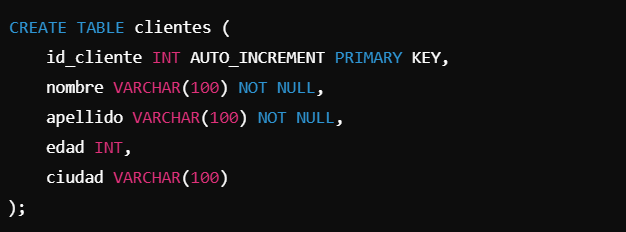 CREATE TABLE clientes (
    id_cliente INT AUTO_INCREMENT PRIMARY KEY,
    nombre VARCHAR(100) NOT NULL,
    apellido VARCHAR(100) NOT NULL,
    edad INT,
    ciudad VARCHAR(100)
);